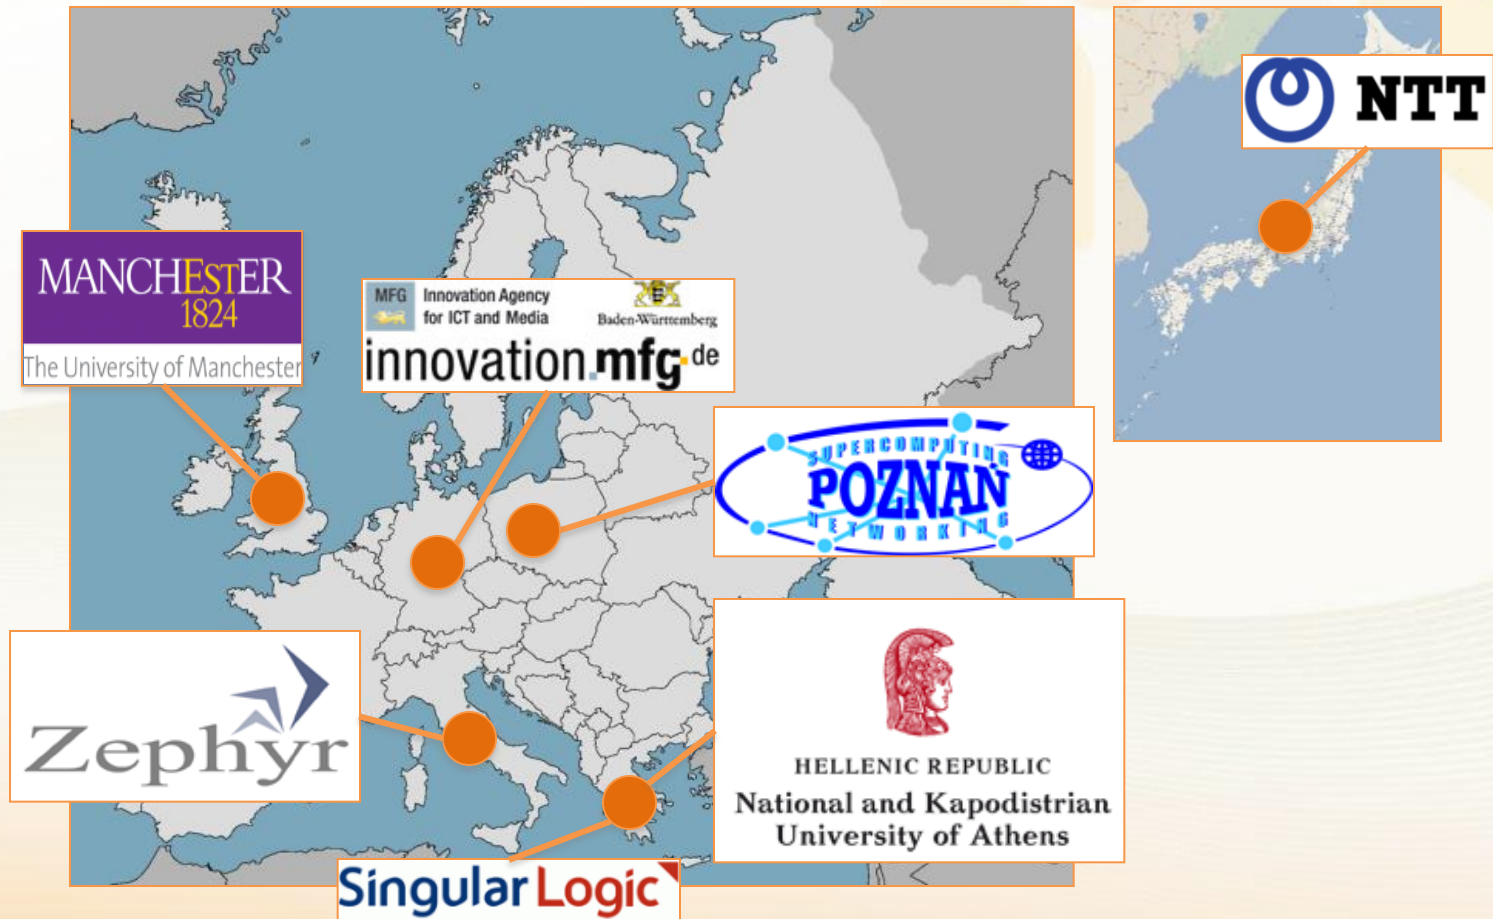 NTT
MANCHESTER
1824
The University of Manchester
MFG Innovation Agency
for ICT and Media
Baden-Württemberg
innovation.mfg.de
SUPERCOMPUTING
POZNAŃ
NETWORKING
Zephyr
HELLENIC REPUBLIC
National and Kapodistrian
University of Athens
SingularLogic